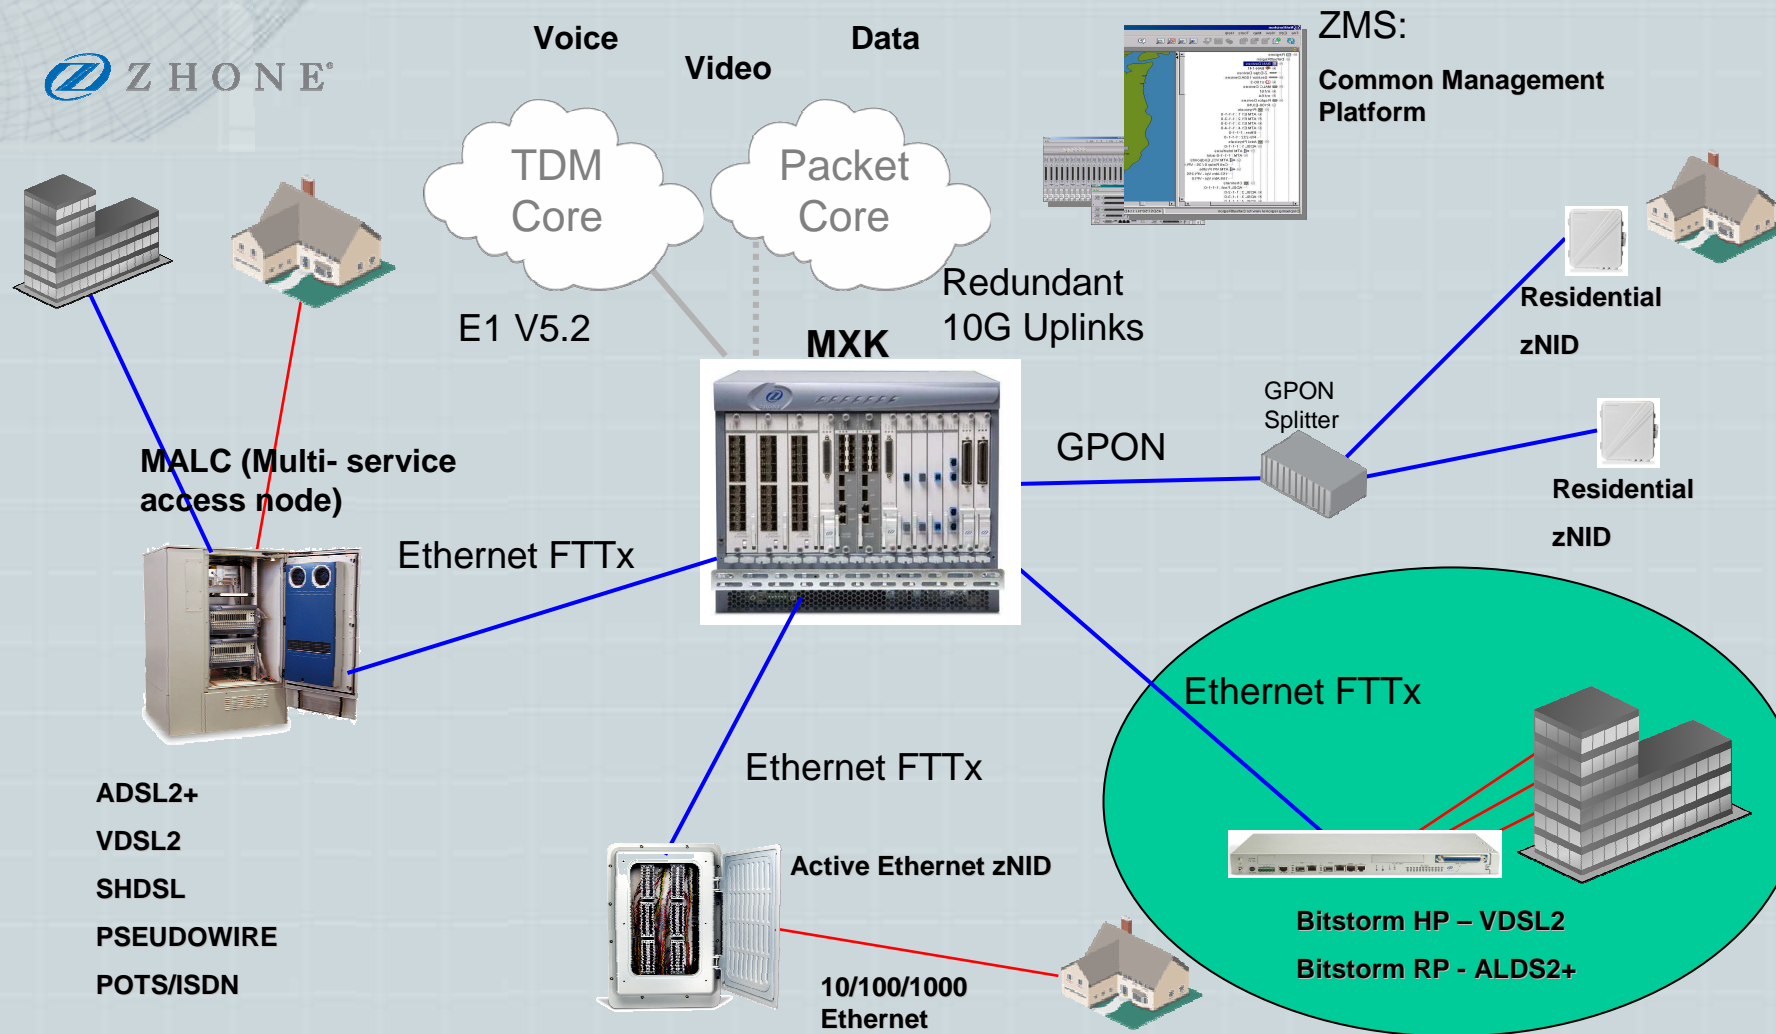 ZHONE®
Voice
Video
Data
ZMS:
Common Management
Platform
TDM
Core
Packet
Core
E1 V5.2
MXK
Redundant
10G Uplinks
Residential
zNID
GPON
Splitter
GPON
Residential
zNID
MALC (Multi- service
access node)
Ethernet FTTx
Ethernet FTTx
Ethernet FTTx
ADSL2+
VDSL2
SHDSL
PSEUDOWIRE
POTS/ISDN
Active Ethernet zNID
10/100/1000
Ethernet
Bitstorm HP – VDSL2
Bitstorm RP - ALDS2+